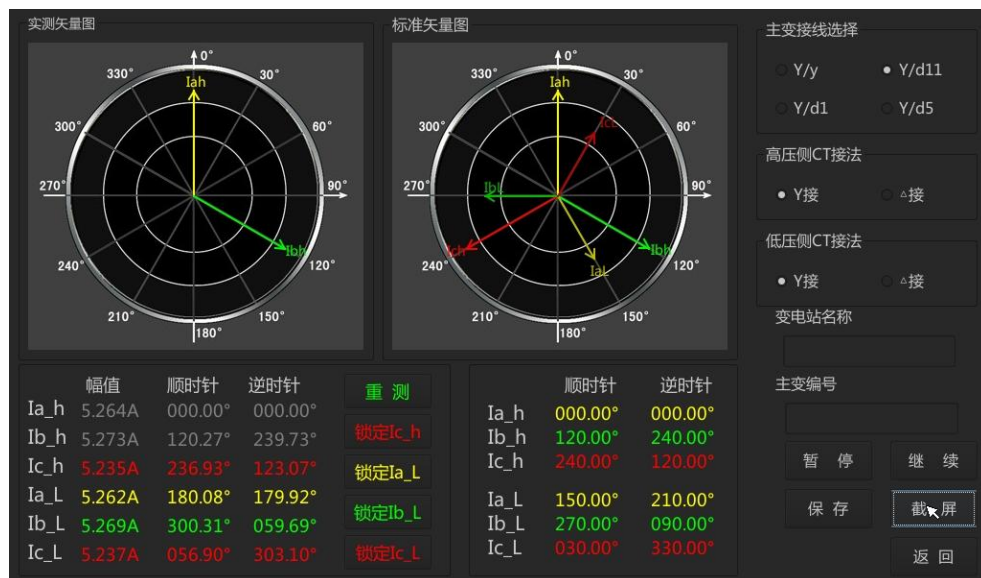 实测矢量图
0°
330°
30°
Iah
300°
60°
270°
90°
Ibh
240°
120°
210°
150°
180°
标准矢量图
0°
330°
30°
Iah
IcL
300°
60°
270°
IbL
90°
Ich
Ibh
240°
IaL
120°
210°
150°
180°
主变接线选择
Y/y
Y/d11
Y/d1
Y/d5
高压侧CT接法
Y接
△接
低压侧CT接法
Y接
△接
变电站名称
主变编号
暂 停
继 续
保 存
截 屏
返 回
幅值 顺时针 逆时针
重 测
Ia_h 5.264A 000.00° 000.00°
Ib_h 5.273A 120.27° 239.73°
锁定Ic_h
Ic_h 5.235A 236.93° 123.07°
锁定Ia_L
Ia_L 5.262A 180.08° 179.92°
锁定Ib_L
Ib_L 5.269A 300.31° 059.69°
Ic_L 5.237A 056.90° 303.10°
锁定Ic_L
顺时针 逆时针
Ia_h 000.00° 000.00°
Ib_h 120.00° 240.00°
Ic_h 240.00° 120.00°
Ia_L 150.00° 210.00°
Ib_L 270.00° 090.00°
Ic_L 030.00° 330.00°